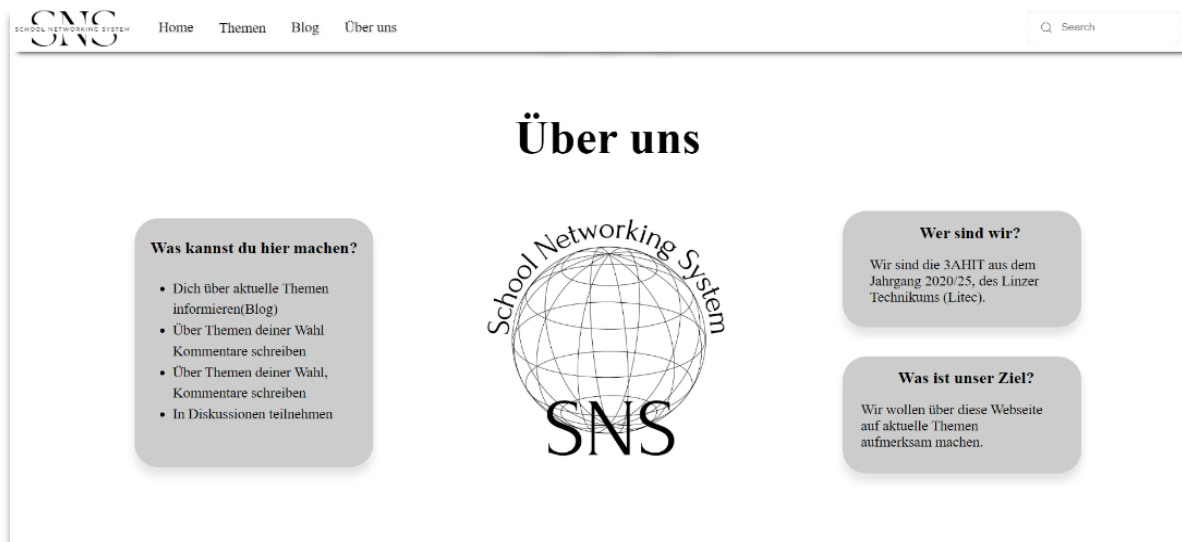 SNS
SCHOOL NETWORKING SYSTEM
Home Themen Blog Über uns
Search
Über uns
Was kannst du hier machen?
Dich über aktuelle Themen
informieren(Blog)
Über Themen deiner Wahl
Kommentare schreiben
Über Themen deiner Wahl,
Kommentare schreiben
In Diskussionen teilnehmen
School Networking System
SNS
Wer sind wir?
Wir sind die 3AHIT aus dem
Jahrgang 2020/25, des Linzer
Technikums (Litec).
Was ist unser Ziel?
Wir wollen über diese Webseite
auf aktuelle Themen
aufmerksam machen.